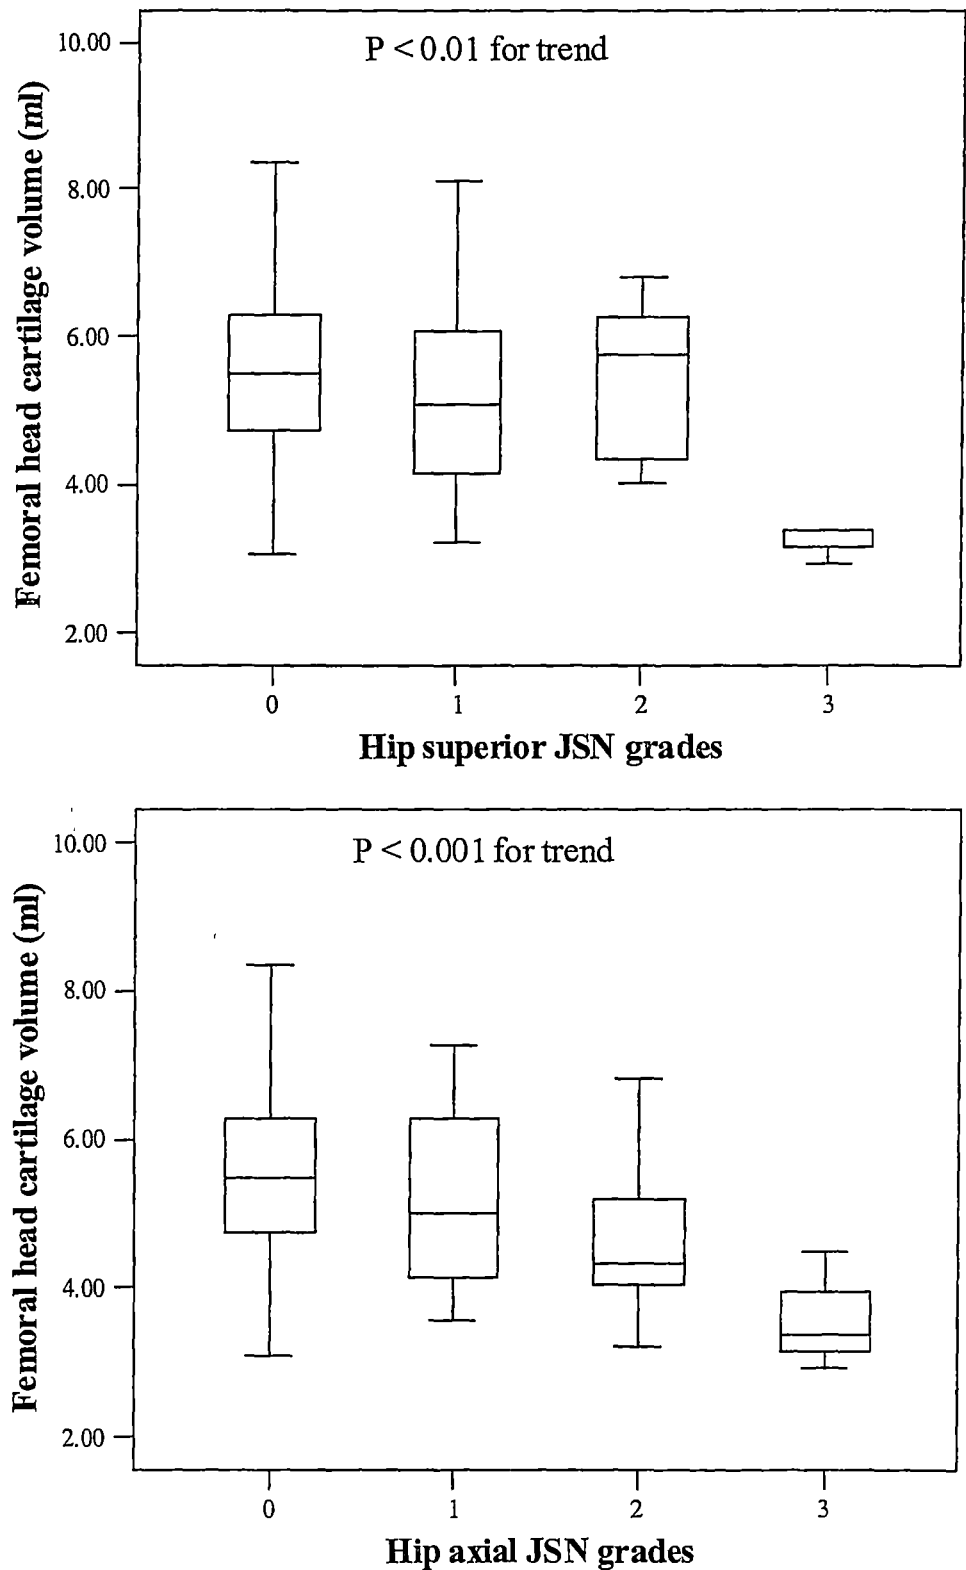 P < 0.01 for trend
Femoral head cartilage volume (ml)
10.00
8.00
6.00
4.00
2.00
0 1 2 3
Hip superior JSN grades
P < 0.001 for trend
Femoral head cartilage volume (ml)
10.00
8.00
6.00
4.00
2.00
0 1 2 3
Hip axial JSN grades